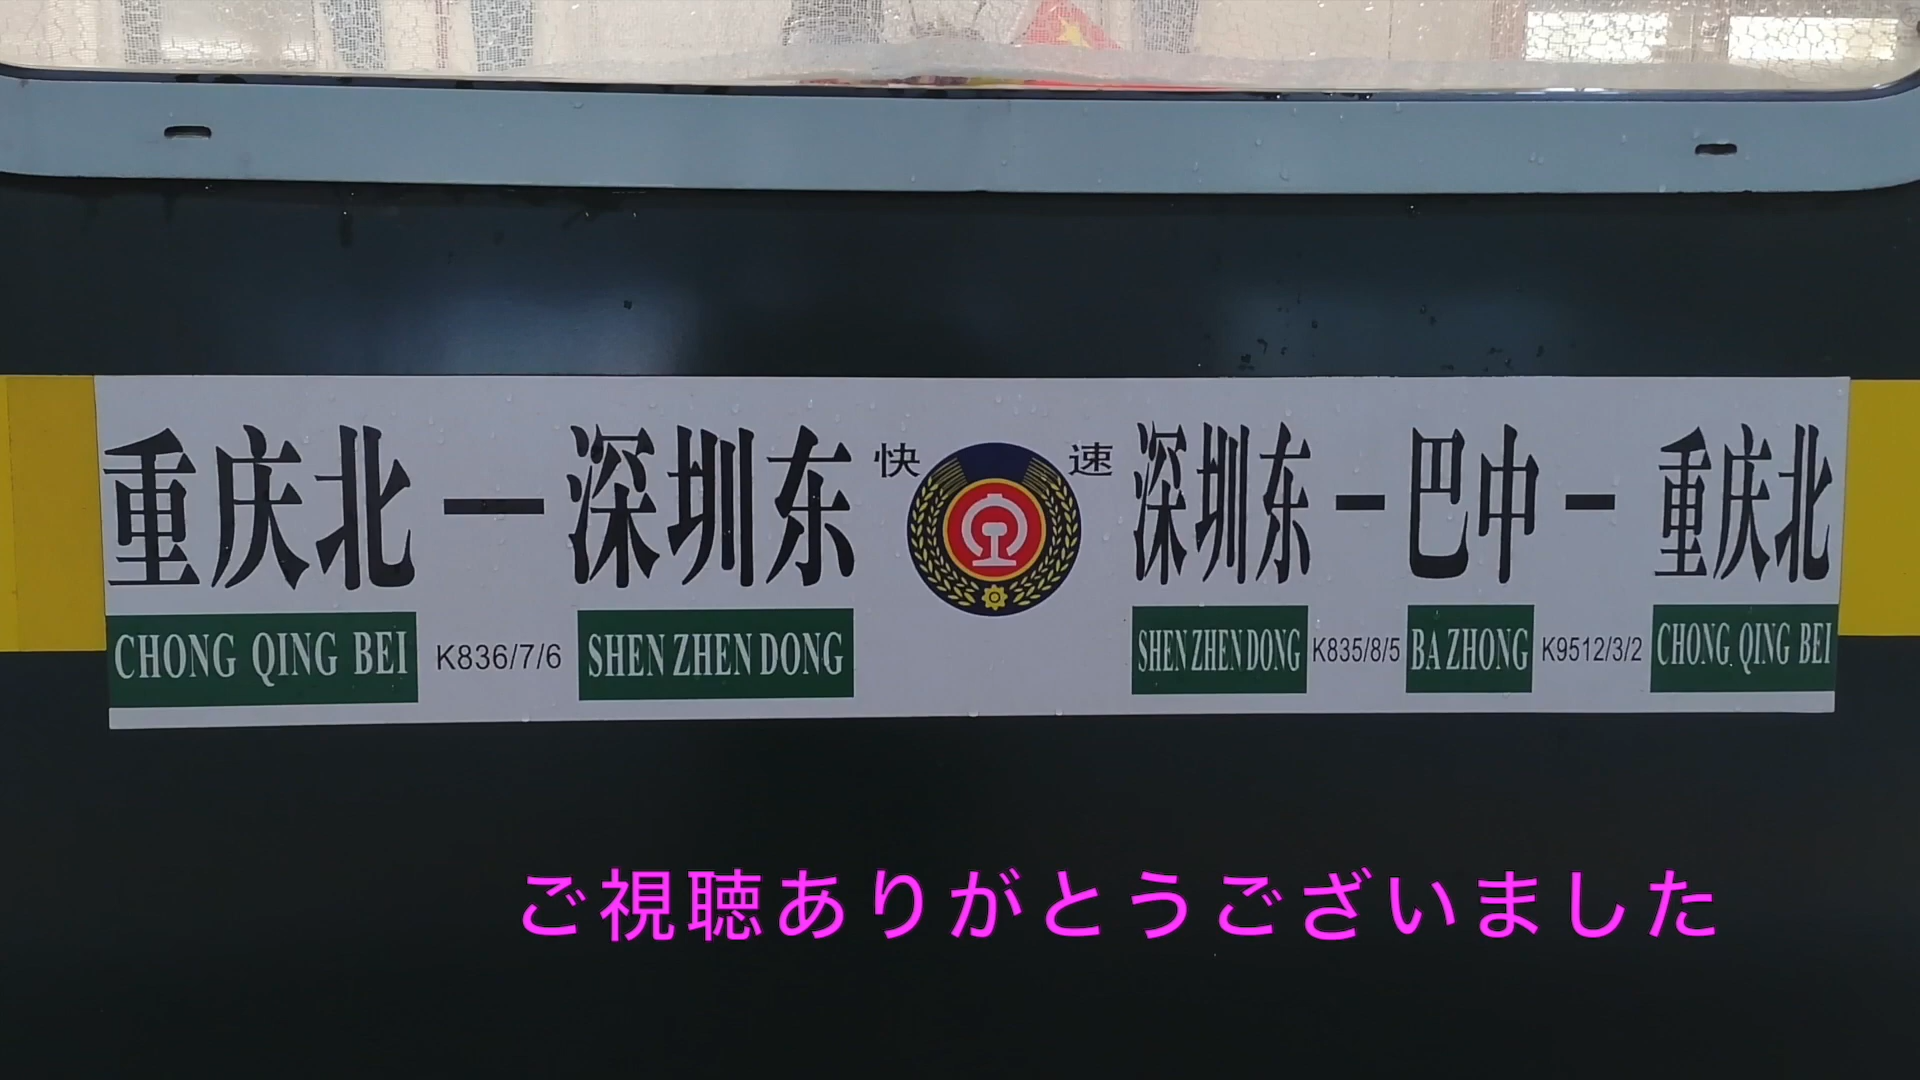 重庆北 — 深圳东 快 速 深圳东 - 巴中 - 重庆北
CHONG QING BEI K836/7/6 SHEN ZHEN DONG SHEN ZHEN DONG K835/8/5 BA ZHONG K9512/3/2 CHONG QING BEI
ご視聴ありがとうございました